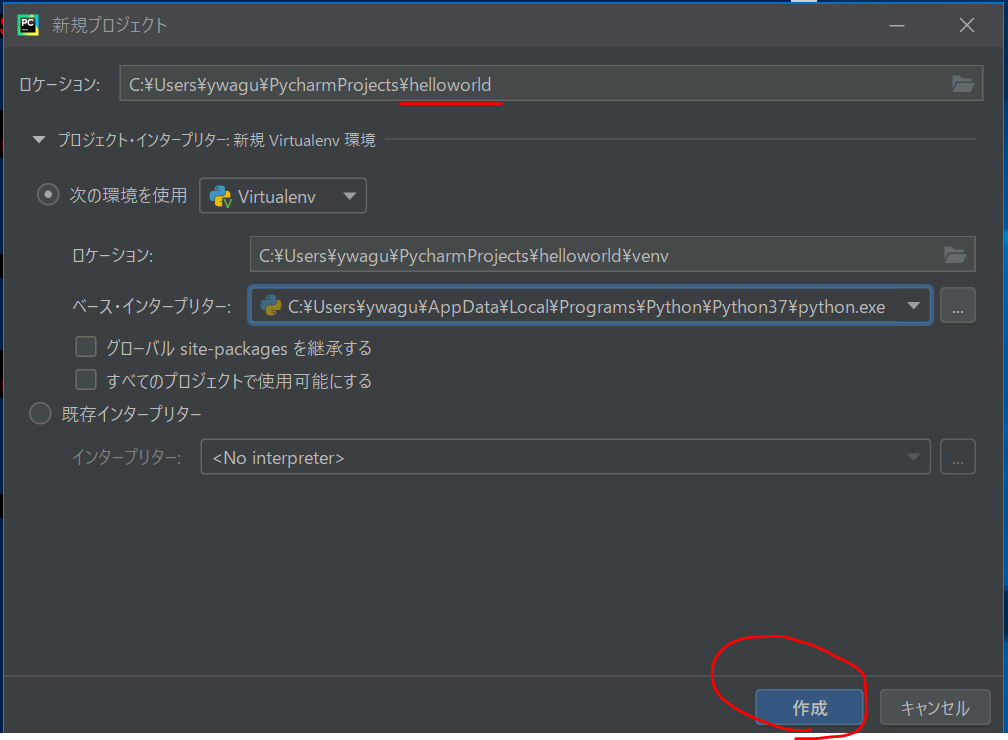 新規プロジェクト
ロケーション: C:¥Users¥ywagu¥PycharmProjects¥helloworld
プロジェクト・インタープリター: 新規 Virtualenv 環境
次の環境を使用 Virtualenv
ロケーション: C:¥Users¥ywagu¥PycharmProjects¥helloworld¥venv
ベース・インタープリター: C:¥Users¥ywagu¥AppData¥Local¥Programs¥Python¥Python37¥python.exe ...
グローバル site-packages を継承する
すべてのプロジェクトで使用可能にする
既存インタープリター
インタープリター: <No interpreter> ...
作成 キャンセル